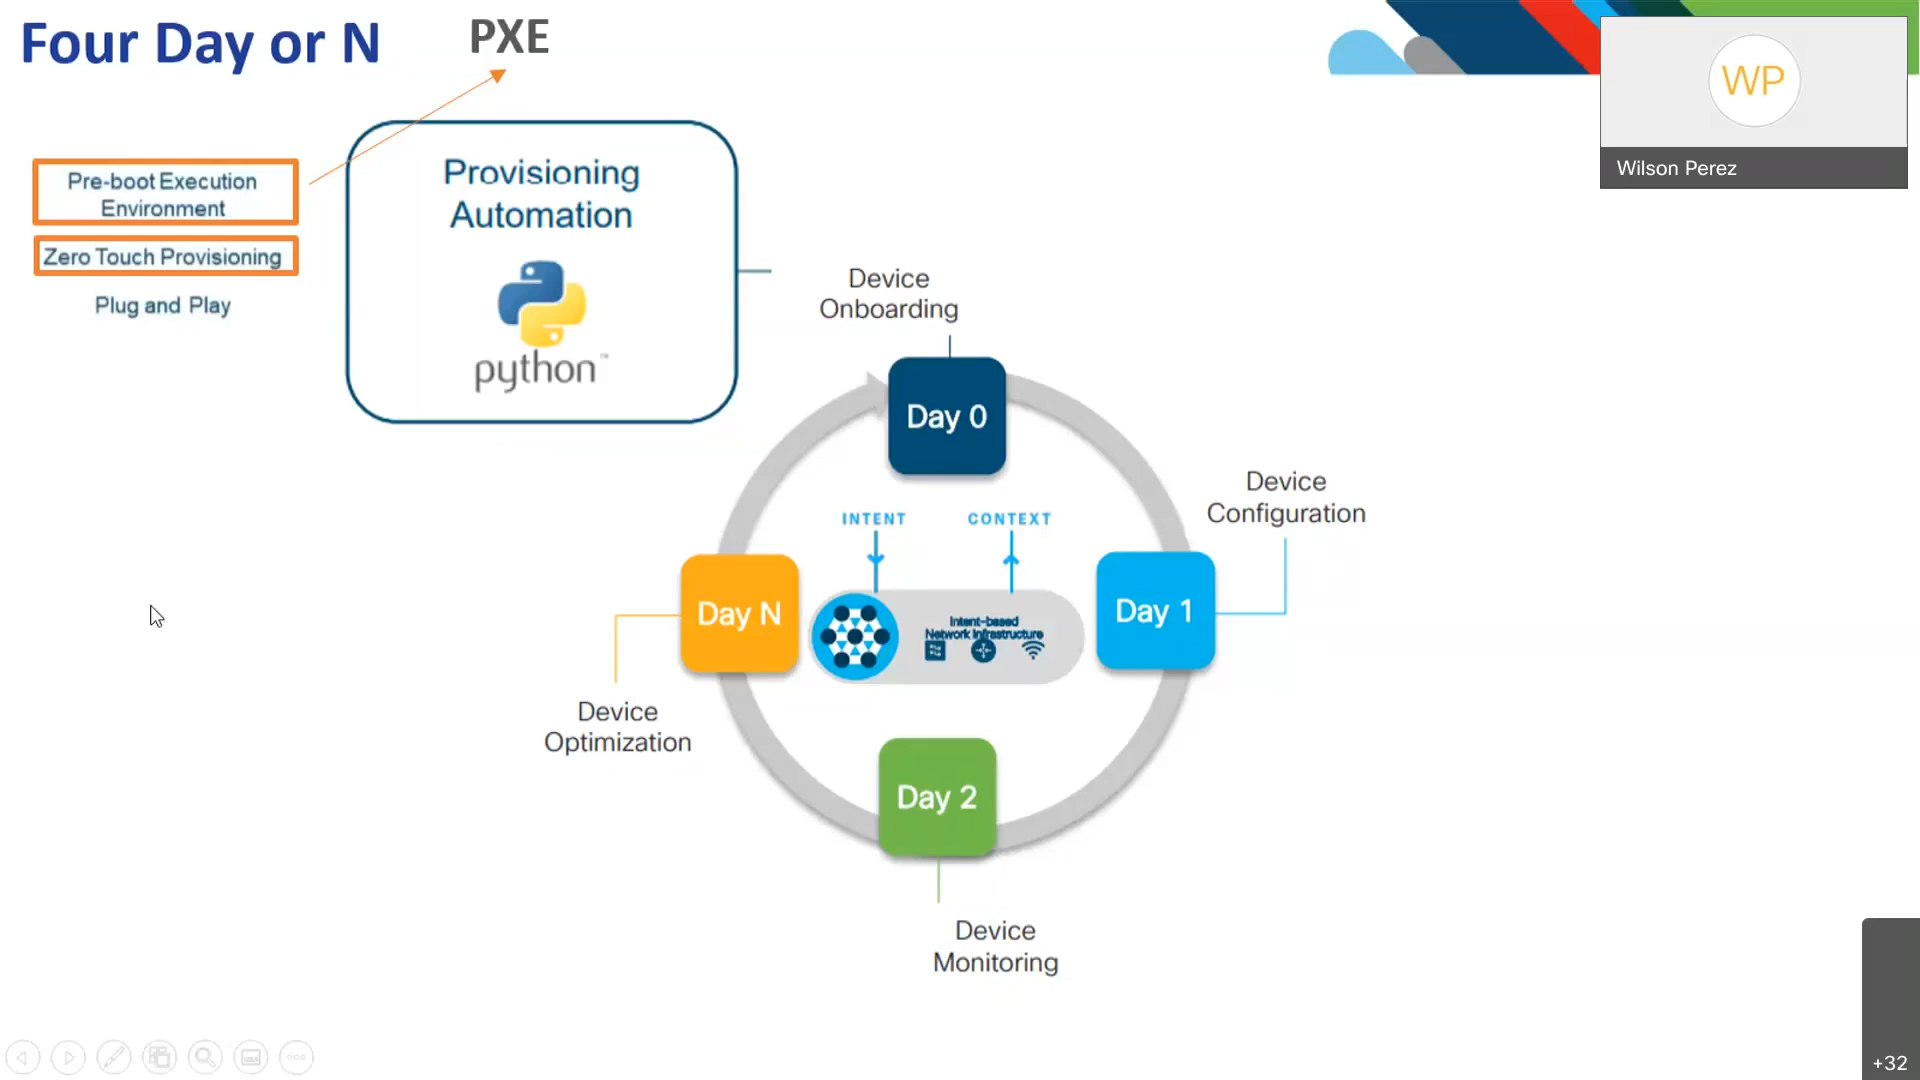 Four Day or N
PXE
WP
Wilson Perez
Pre-boot Execution
Environment
Zero Touch Provisioning
Plug and Play
Provisioning
Automation
python™
Device
Onboarding
Day 0
Device
Configuration
INTENT
CONTEXT
Day N
Intent-based
Network Infrastructure
Day 1
Device
Optimization
Day 2
Device
Monitoring
+32